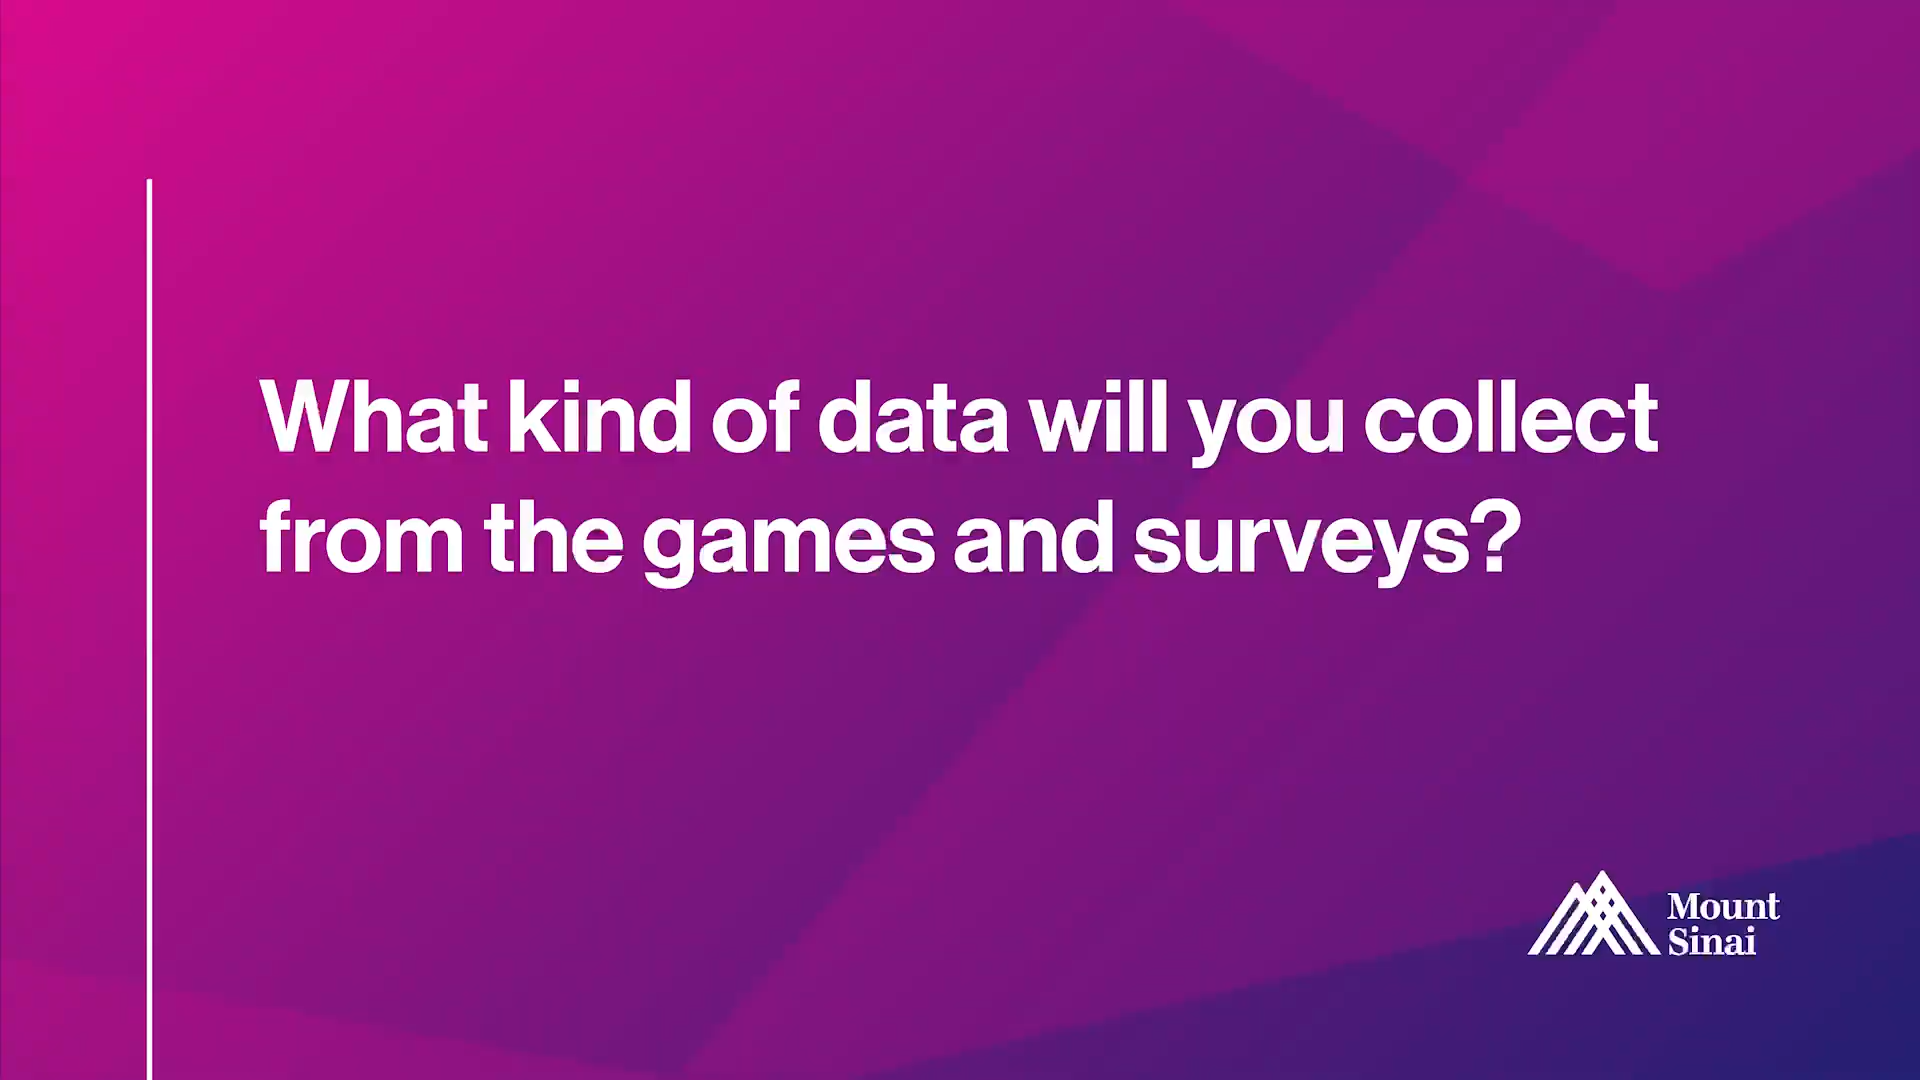 What kind of data will you collect
from the games and surveys?
Mount
Sinai